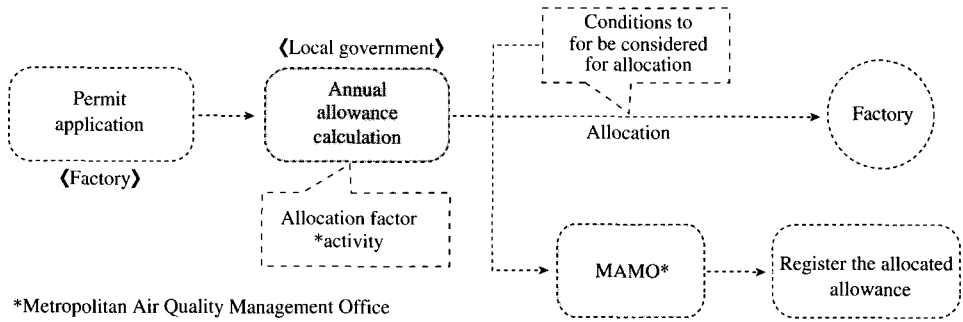 Permit
application
⟪Factory⟫
⟪Local government⟫
Annual
allowance
calculation
Allocation factor
*activity
Conditions to
for be considered
for allocation
Allocation
Factory
MAMO*
Register the allocated
allowance
*Metropolitan Air Quality Management Office